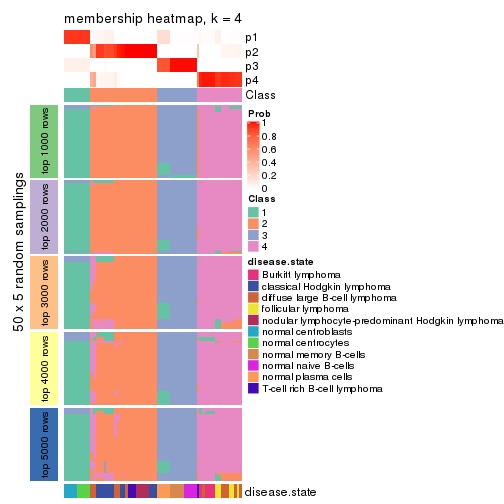 membership heatmap, k = 4
p1
p2
p3
p4
Class
50 x 5 random samplings
top 1000 rows
top 2000 rows
top 3000 rows
top 4000 rows
top 5000 rows
disease.state
Prob
1
0.8
0.6
0.4
0.2
0
Class
1
2
3
4
disease.state
Burkitt lymphoma
classical Hodgkin lymphoma
diffuse large B-cell lymphoma
follicular lymphoma
nodular lymphocyte-predominant Hodgkin lymphoma
normal centroblasts
normal centrocytes
normal memory B-cells
normal naive B-cells
normal plasma cells
T-cell rich B-cell lymphoma